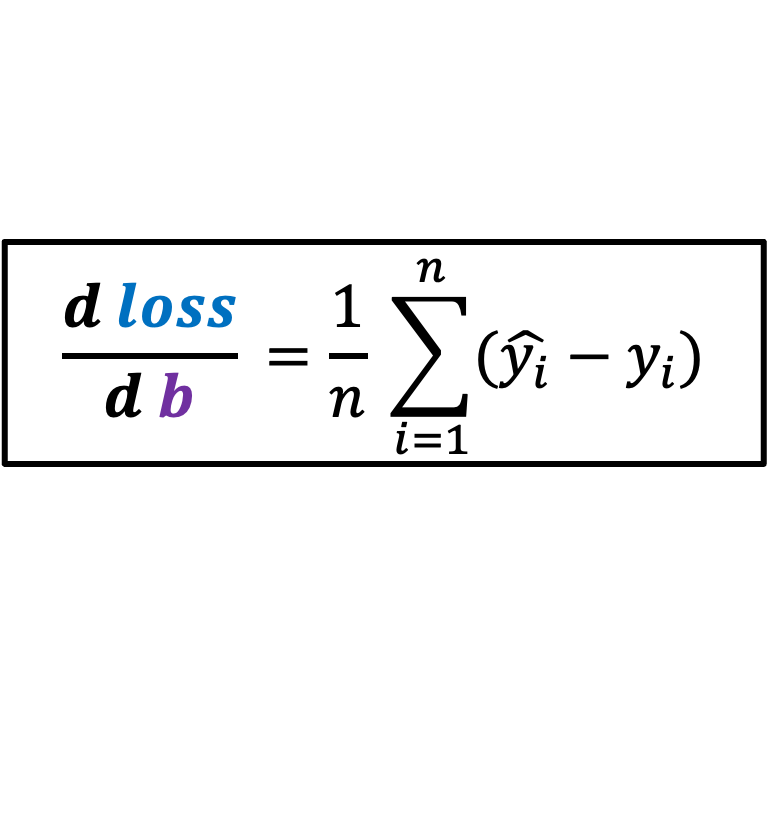 d loss / d b = 1/n ∑_{i=1}^{n} (ŷ_i − y_i)